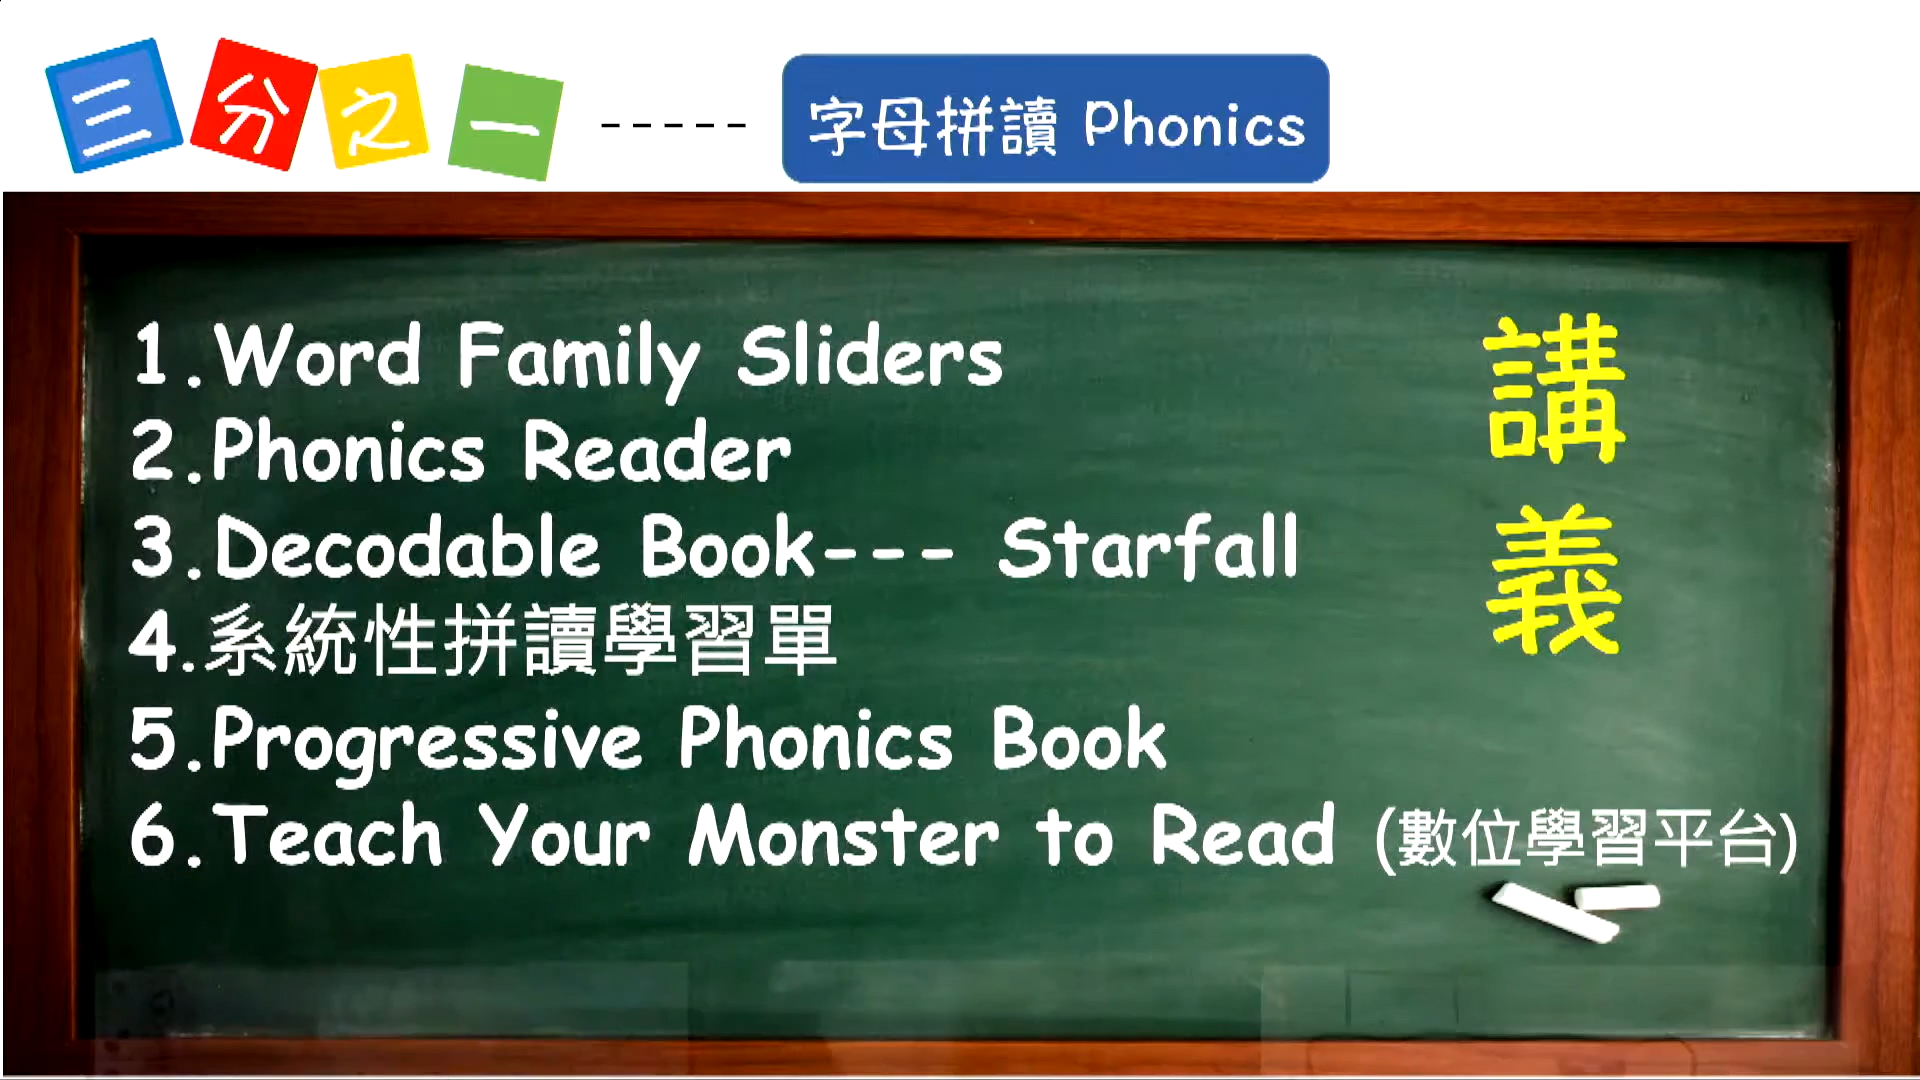 三分之一 ----- 字母拼讀 Phonics
1.Word Family Sliders
2.Phonics Reader
3.Decodable Book--- Starfall
4.系統性拼讀學習單
5.Progressive Phonics Book
6.Teach Your Monster to Read (數位學習平台)
講義